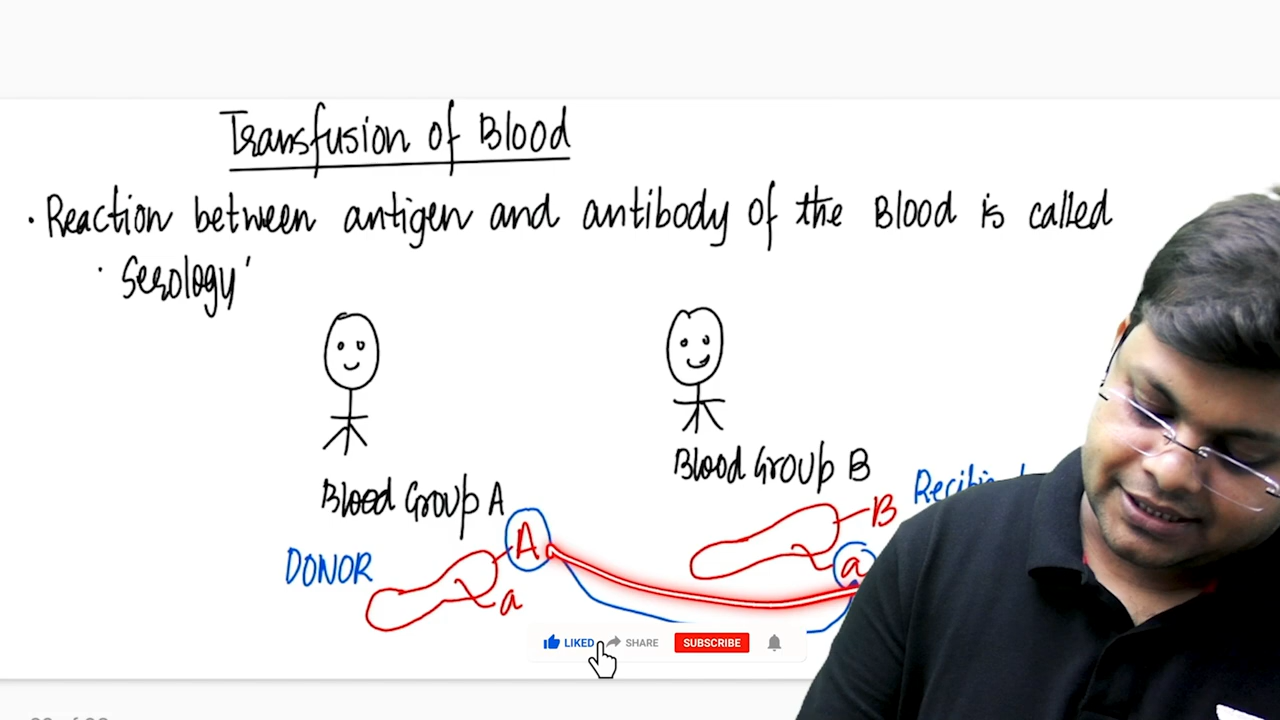 Transfusion of Blood
• Reaction between antigen and antibody of the Blood is called
• Serology'
Blood Group A
Blood Group B
DONOR
A
a
B
a
LIKED SHARE SUBSCRIBE